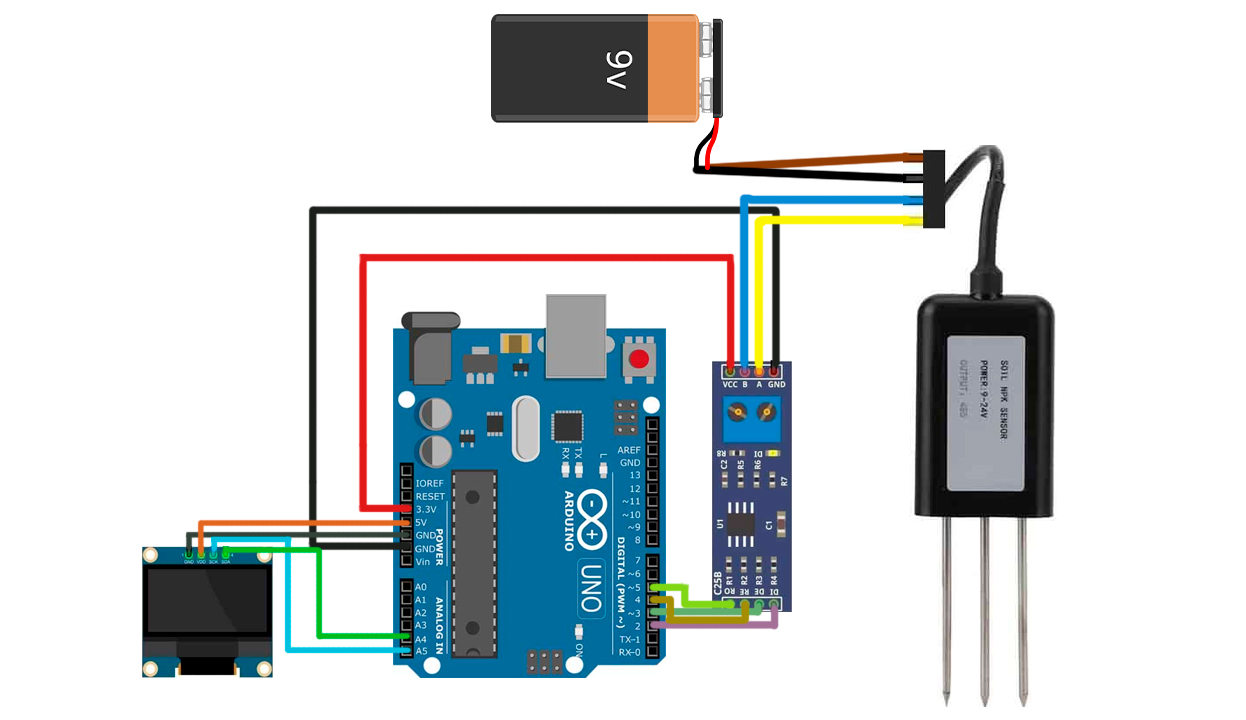 9v
SOIL NPK SENSOR
POWER:9-24V
OUTPUT: 485
VCC B A GND
R8 D1
C2 R5 R6 R7
U1 C1
R1 R2 R3 R4
C25B
RO RE DE DI
RX TX L
ARDUINO
UNO
ON
AREF
GND
13
12
~11
~10
~9
8
7
~6
~5
4
~3
2
TX→1
RX←0
DIGITAL (PWM ~)
IOREF
RESET
3.3V
5V
GND
GND
Vin
POWER
A0
A1
A2
A3
A4
A5
ANALOG IN
GND VDD SCK SDA